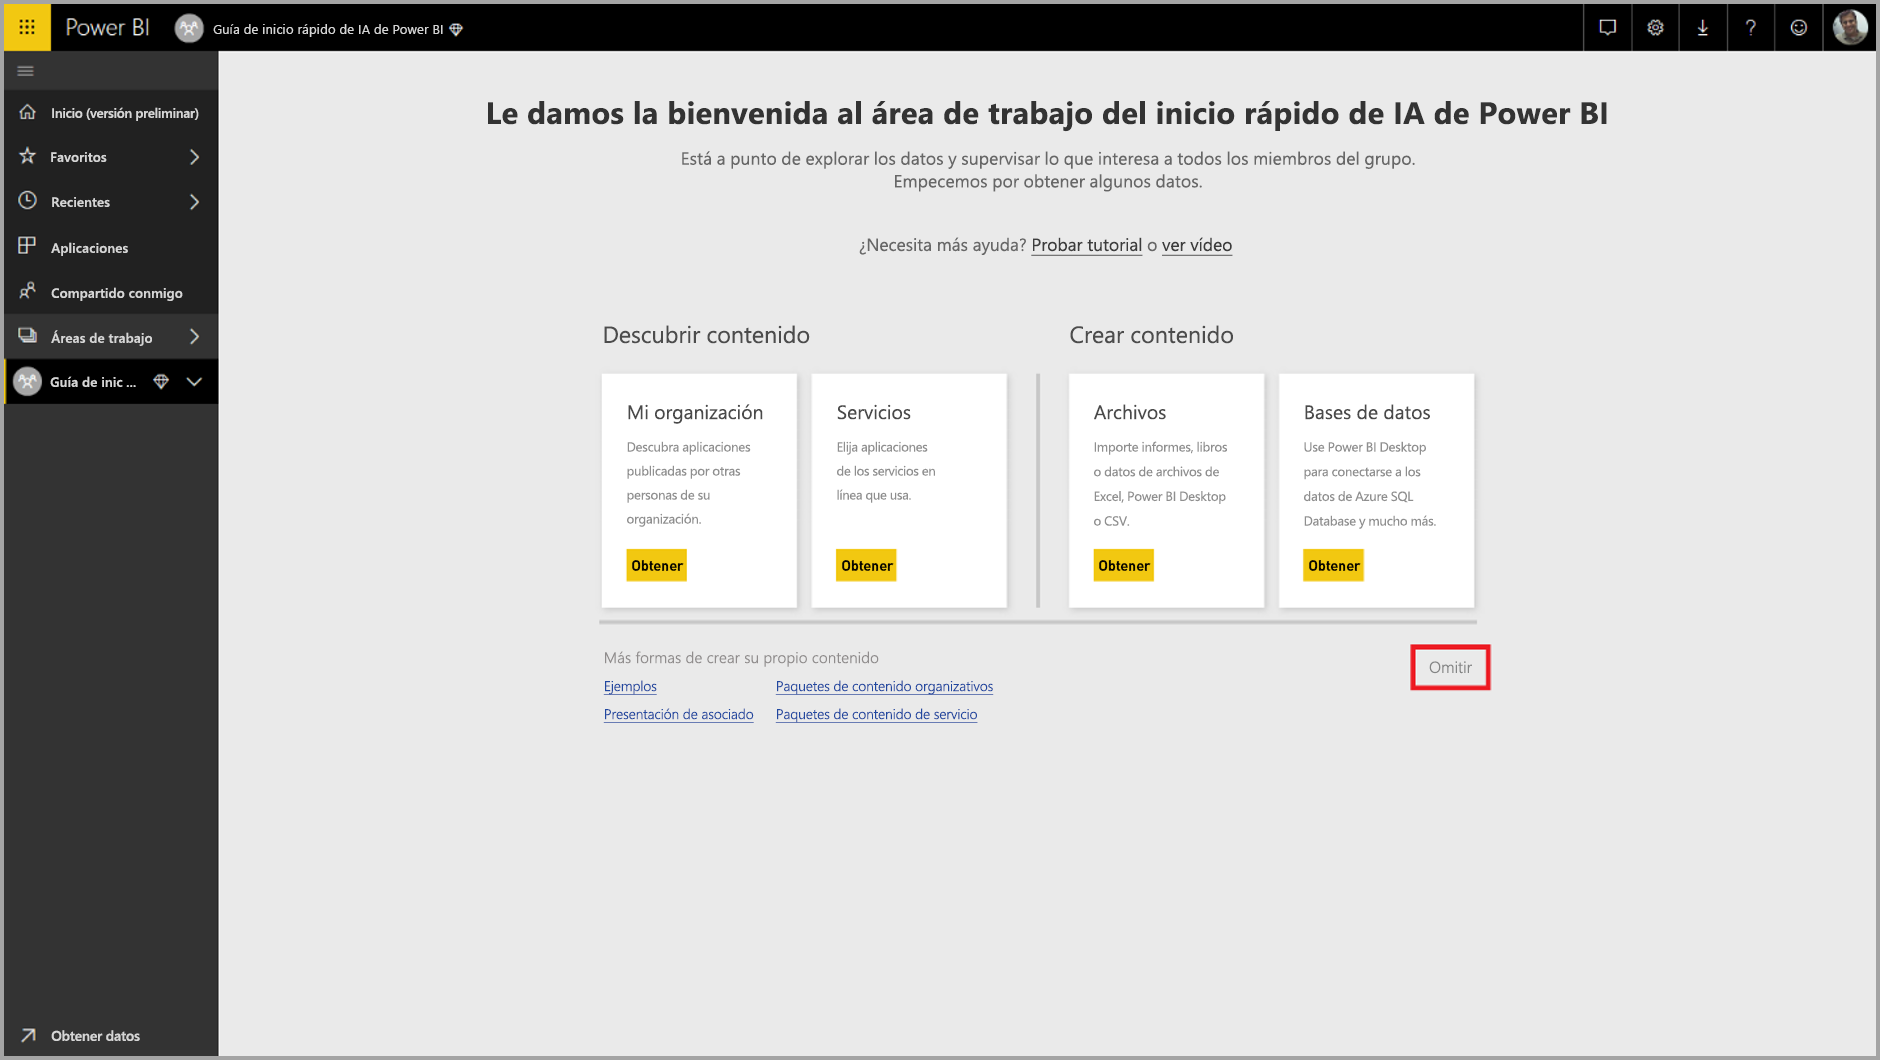 Power BI
Guía de inicio rápido de IA de Power BI
?
Inicio (versión preliminar)
Favoritos
Recientes
Aplicaciones
Compartido conmigo
Áreas de trabajo
Guía de inic ...
Obtener datos
Le damos la bienvenida al área de trabajo del inicio rápido de IA de Power BI
Está a punto de explorar los datos y supervisar lo que interesa a todos los miembros del grupo.
Empecemos por obtener algunos datos.
¿Necesita más ayuda? Probar tutorial o ver vídeo
Descubrir contenido
Mi organización
Descubra aplicaciones
publicadas por otras
personas de su
organización.
Obtener
Servicios
Elija aplicaciones
de los servicios en
línea que usa.
Obtener
Crear contenido
Archivos
Importe informes, libros
o datos de archivos de
Excel, Power BI Desktop
o CSV.
Obtener
Bases de datos
Use Power BI Desktop
para conectarse a los
datos de Azure SQL
Database y mucho más.
Obtener
Más formas de crear su propio contenido
Ejemplos
Paquetes de contenido organizativos
Presentación de asociado
Paquetes de contenido de servicio
Omitir